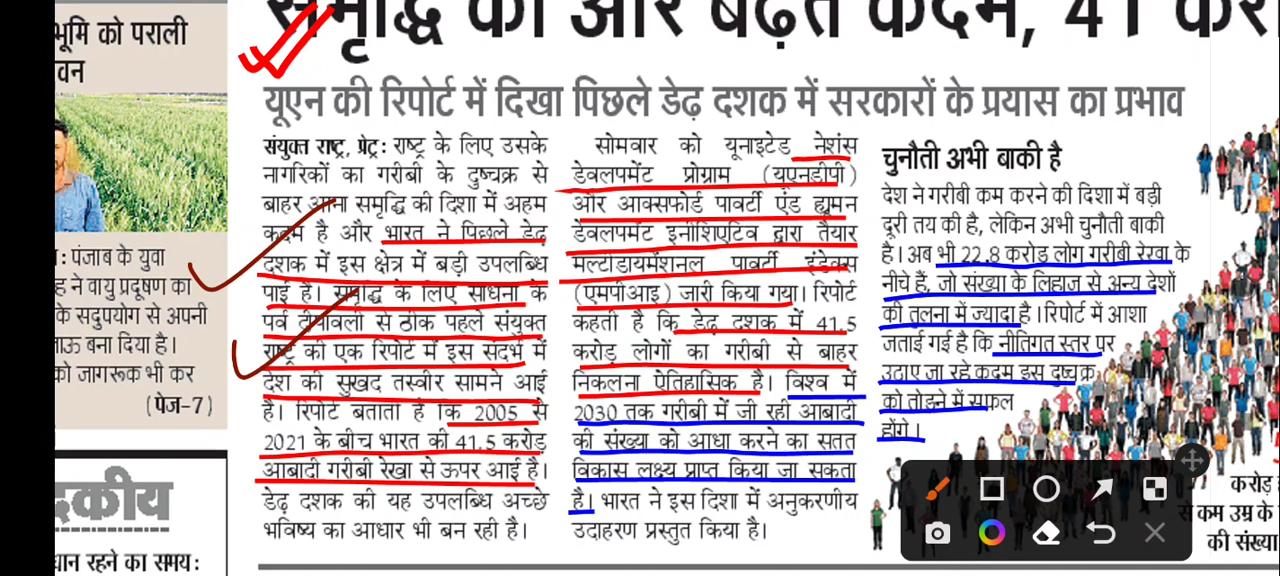 समृद्धि की ओर बढ़ते कदम, 41 कर
यूएन की रिपोर्ट में दिखा पिछले डेढ़ दशक में सरकारों के प्रयास का प्रभाव
भूमि को पराली
वन
: पंजाब के युवा
ह ने वायु प्रदूषण का
के सदुपयोग से अपनी
बना दिया है।
को जागरूक भी कर
(पेज-7)
धान रहने का समय:
संयुक्त राष्ट्र, प्रेट्र: राष्ट्र के लिए उसके
नागरिकों का गरीबी के दुष्चक्र से
बाहर आना समृद्धि की दिशा में अहम
कदम है और भारत ने पिछले डेढ़
दशक में इस क्षेत्र में बड़ी उपलब्धि
पाई है। समृद्धि के लिए साधना के
पर्व दीपावली से ठीक पहले संयुक्त
राष्ट्र की एक रिपोर्ट में इस संदर्भ में
देश की सुखद तस्वीर सामने आई
है। रिपोर्ट बताती है कि 2005 से
2021 के बीच भारत की 41.5 करोड़
आबादी गरीबी रेखा से ऊपर आई है।
डेढ़ दशक की यह उपलब्धि अच्छे
भविष्य का आधार भी बन रही है।
सोमवार को यूनाइटेड नेशंस
डेवलपमेंट प्रोग्राम (यूएनडीपी)
और आक्सफोर्ड पावर्टी एंड ह्यूमन
डेवलपमेंट इनीशिएटिव द्वारा तैयार
मल्टीडायमेंशनल पावर्टी इंडेक्स
(एमपीआइ) जारी किया गया। रिपोर्ट
कहती है कि डेढ़ दशक में 41.5
करोड़ लोगों का गरीबी से बाहर
निकलना ऐतिहासिक है। विश्व में
2030 तक गरीबी में जी रही आबादी
की संख्या को आधा करने का सतत
विकास लक्ष्य प्राप्त किया जा सकता
है। भारत ने इस दिशा में अनुकरणीय
उदाहरण प्रस्तुत किया है।
चुनौती अभी बाकी है
देश ने गरीबी कम करने की दिशा में बड़ी
दूरी तय की है, लेकिन अभी चुनौती बाकी
है। अब भी 22.8 करोड़ लोग गरीबी रेखा के
नीचे हैं, जो संख्या के लिहाज से अन्य देशों
की तुलना में ज्यादा है। रिपोर्ट में आशा
जताई गई है कि नीतिगत स्तर पर
उठाए जा रहे कदम इस दुष्चक्र
को तोड़ने में सफल
होंगे।
करोड़
से कम उम्र के
की संख्या